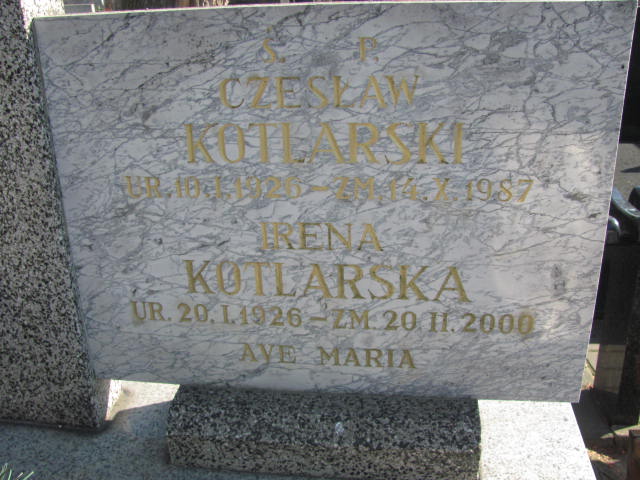 S. P.
CZESŁAW
KOTLARSKI
UR. 10. I. 1926 – ZM. 14. X. 1987
IRENA
KOTLARSKA
UR. 20. I. 1926 – ZM. 20. II. 2000
AVE MARIA